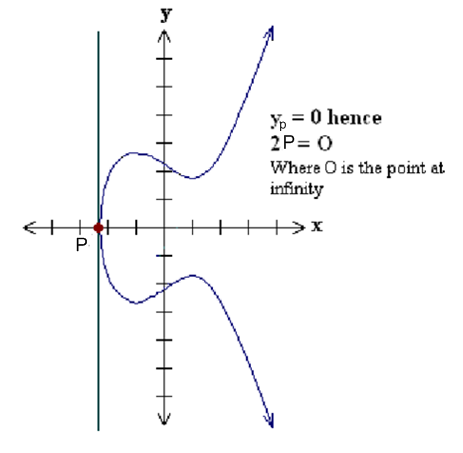 y
yₚ = 0 hence
2P = O
Where O is the point at
infinity
x
P